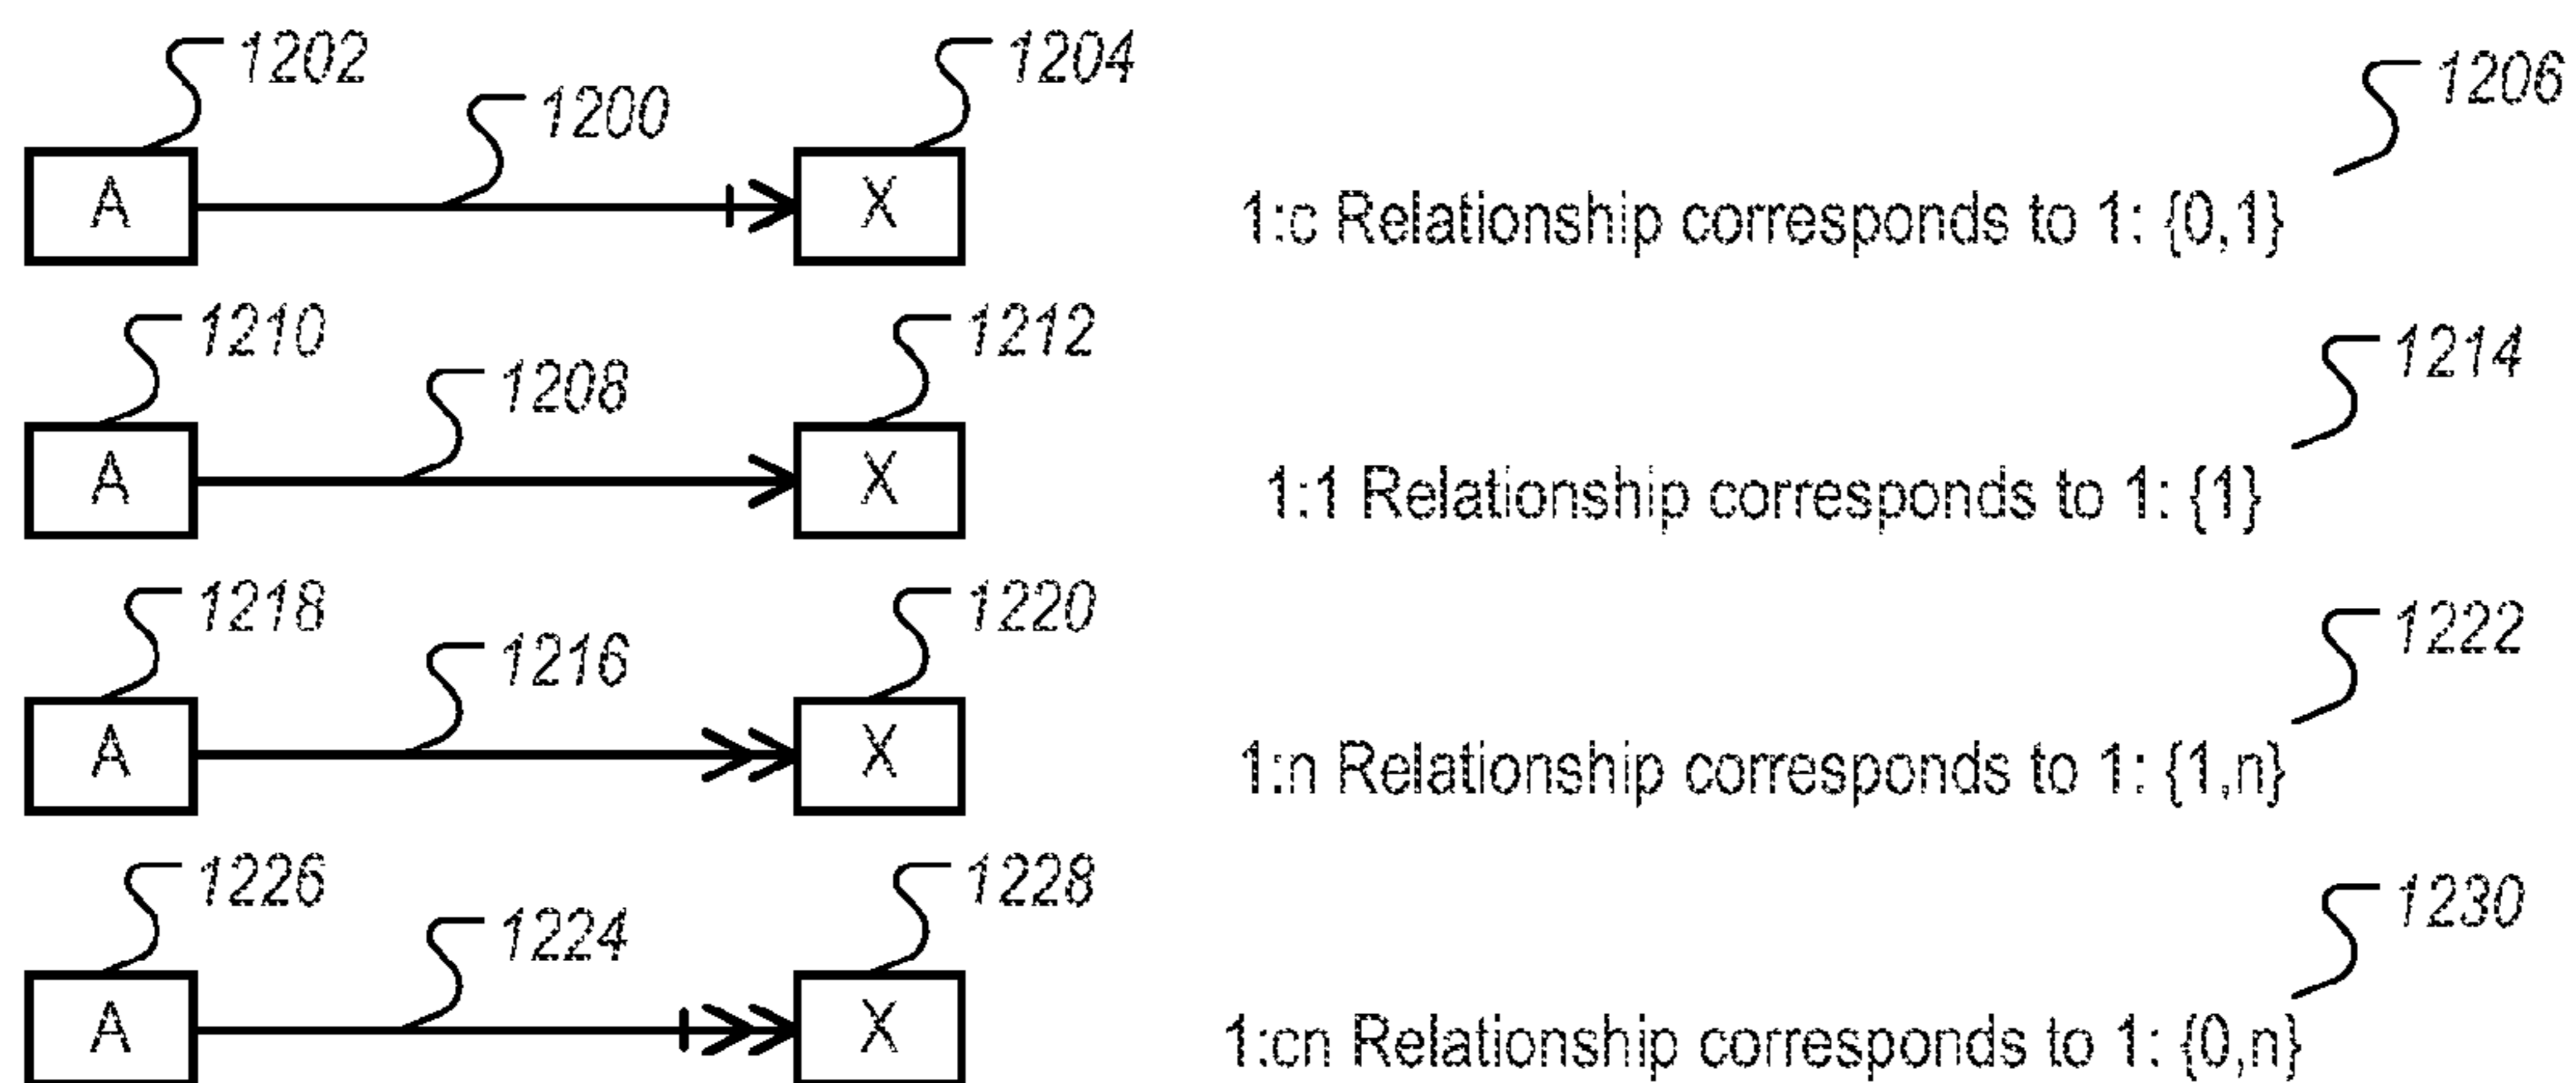 1202 1204
1200 1206
A X 1:c Relationship corresponds to 1: {0,1}
1210 1212 1214
1208
A X 1:1 Relationship corresponds to 1: {1}
1218 1220 1222
1216
A X 1:n Relationship corresponds to 1: {1,n}
1226 1228 1230
1224
A X 1:cn Relationship corresponds to 1: {0,n}